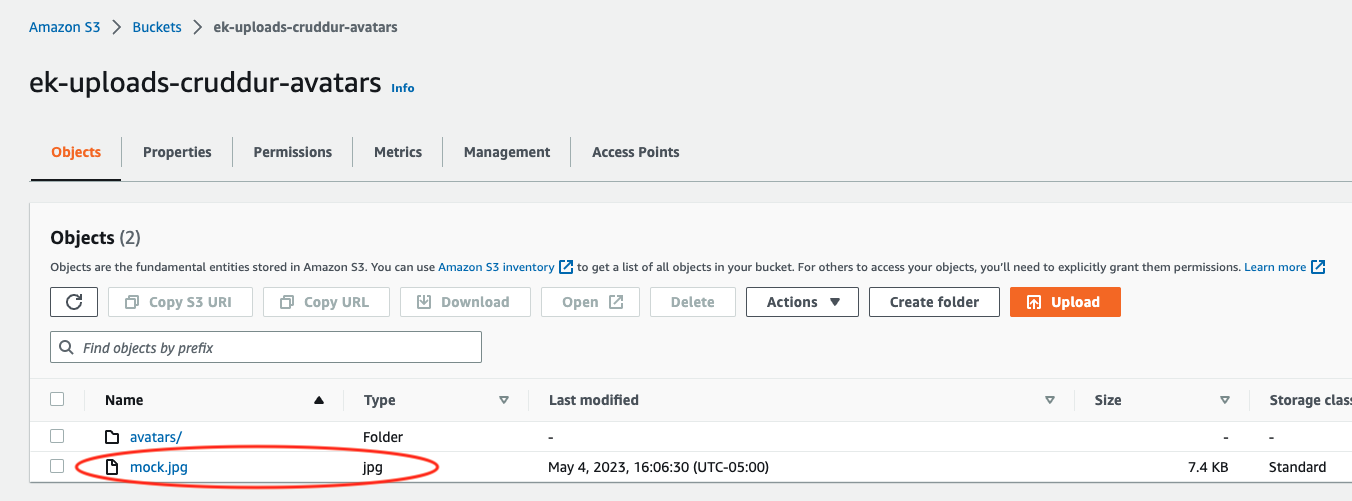 Amazon S3 > Buckets > ek-uploads-cruddur-avatars
ek-uploads-cruddur-avatars Info
Objects Properties Permissions Metrics Management Access Points
Objects (2)
Objects are the fundamental entities stored in Amazon S3. You can use Amazon S3 inventory to get a list of all objects in your bucket. For others to access your objects, you'll need to explicitly grant them permissions. Learn more
Copy S3 URI Copy URL Download Open Delete Actions Create folder Upload
Find objects by prefix
Name Type Last modified Size Storage clas
avatars/ Folder - - -
mock.jpg jpg May 4, 2023, 16:06:30 (UTC-05:00) 7.4 KB Standard